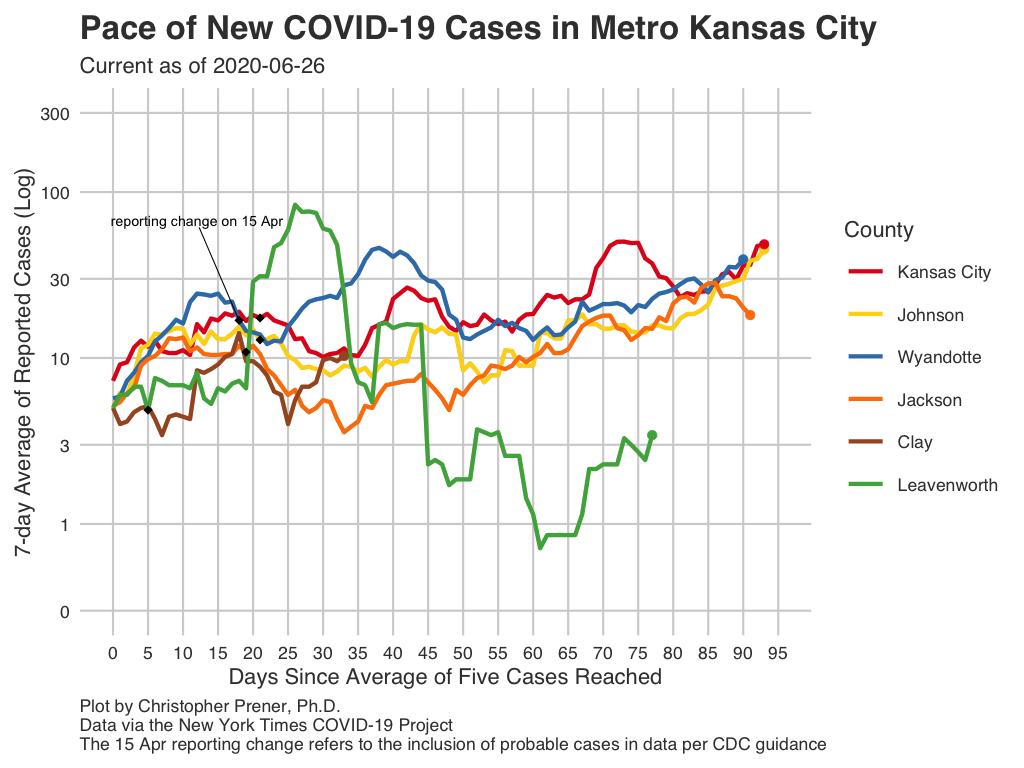 Pace of New COVID-19 Cases in Metro Kansas City
Current as of 2020-06-26
7-day Average of Reported Cases (Log)
300
100
30
10
3
1
0
reporting change on 15 Apr
0 5 10 15 20 25 30 35 40 45 50 55 60 65 70 75 80 85 90 95
Days Since Average of Five Cases Reached
County
Kansas City
Johnson
Wyandotte
Jackson
Clay
Leavenworth
Plot by Christopher Prener, Ph.D.
Data via the New York Times COVID-19 Project
The 15 Apr reporting change refers to the inclusion of probable cases in data per CDC guidance